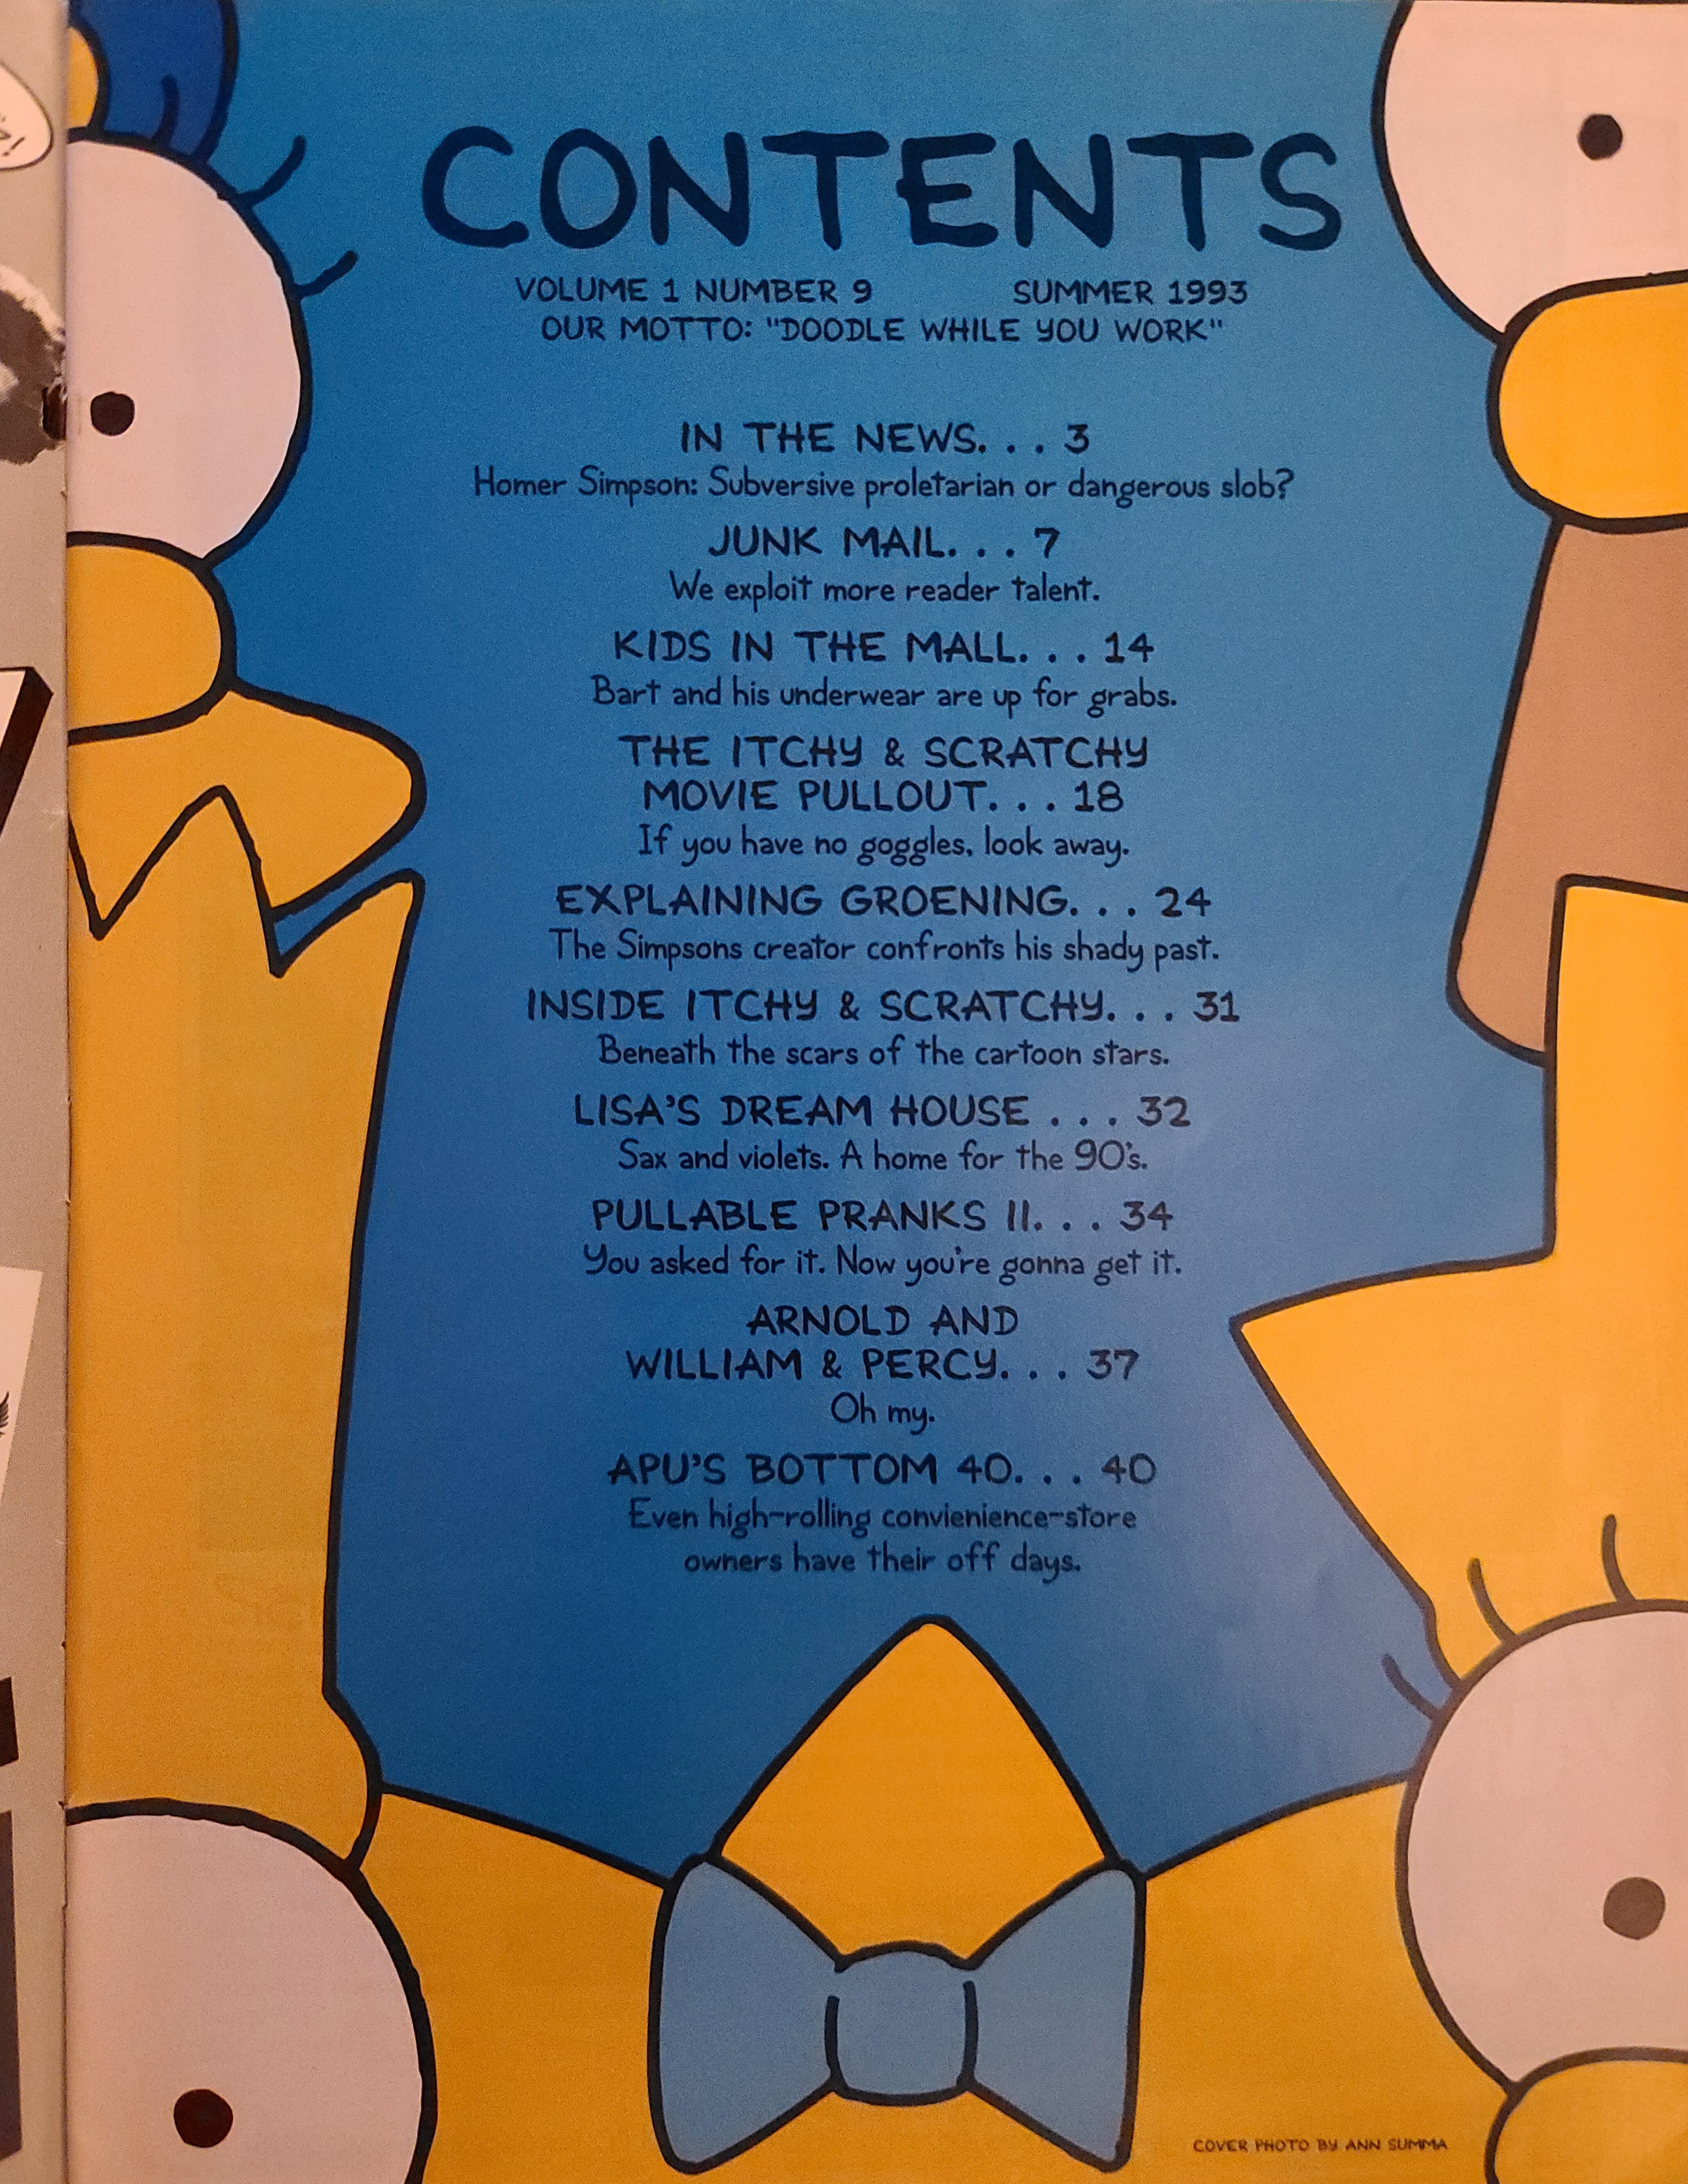 CONTENTS
VOLUME 1 NUMBER 9 SUMMER 1993
OUR MOTTO: "DOODLE WHILE YOU WORK"
IN THE NEWS. . . 3
Homer Simpson: Subversive proletarian or dangerous slob?
JUNK MAIL. . . 7
We exploit more reader talent.
KIDS IN THE MALL. . . 14
Bart and his underwear are up for grabs.
THE ITCHY & SCRATCHY
MOVIE PULLOUT. . . 18
If you have no goggles, look away.
EXPLAINING GROENING. . . 24
The Simpsons creator confronts his shady past.
INSIDE ITCHY & SCRATCHY. . . 31
Beneath the scars of the cartoon stars.
LISA'S DREAM HOUSE . . . 32
Sax and violets. A home for the 90's.
PULLABLE PRANKS II. . . 34
You asked for it. Now you're gonna get it.
ARNOLD AND
WILLIAM & PERCY. . . 37
Oh my.
APU'S BOTTOM 40. . . 40
Even high-rolling convienience-store
owners have their off days.
COVER PHOTO BY ANN SUMMA